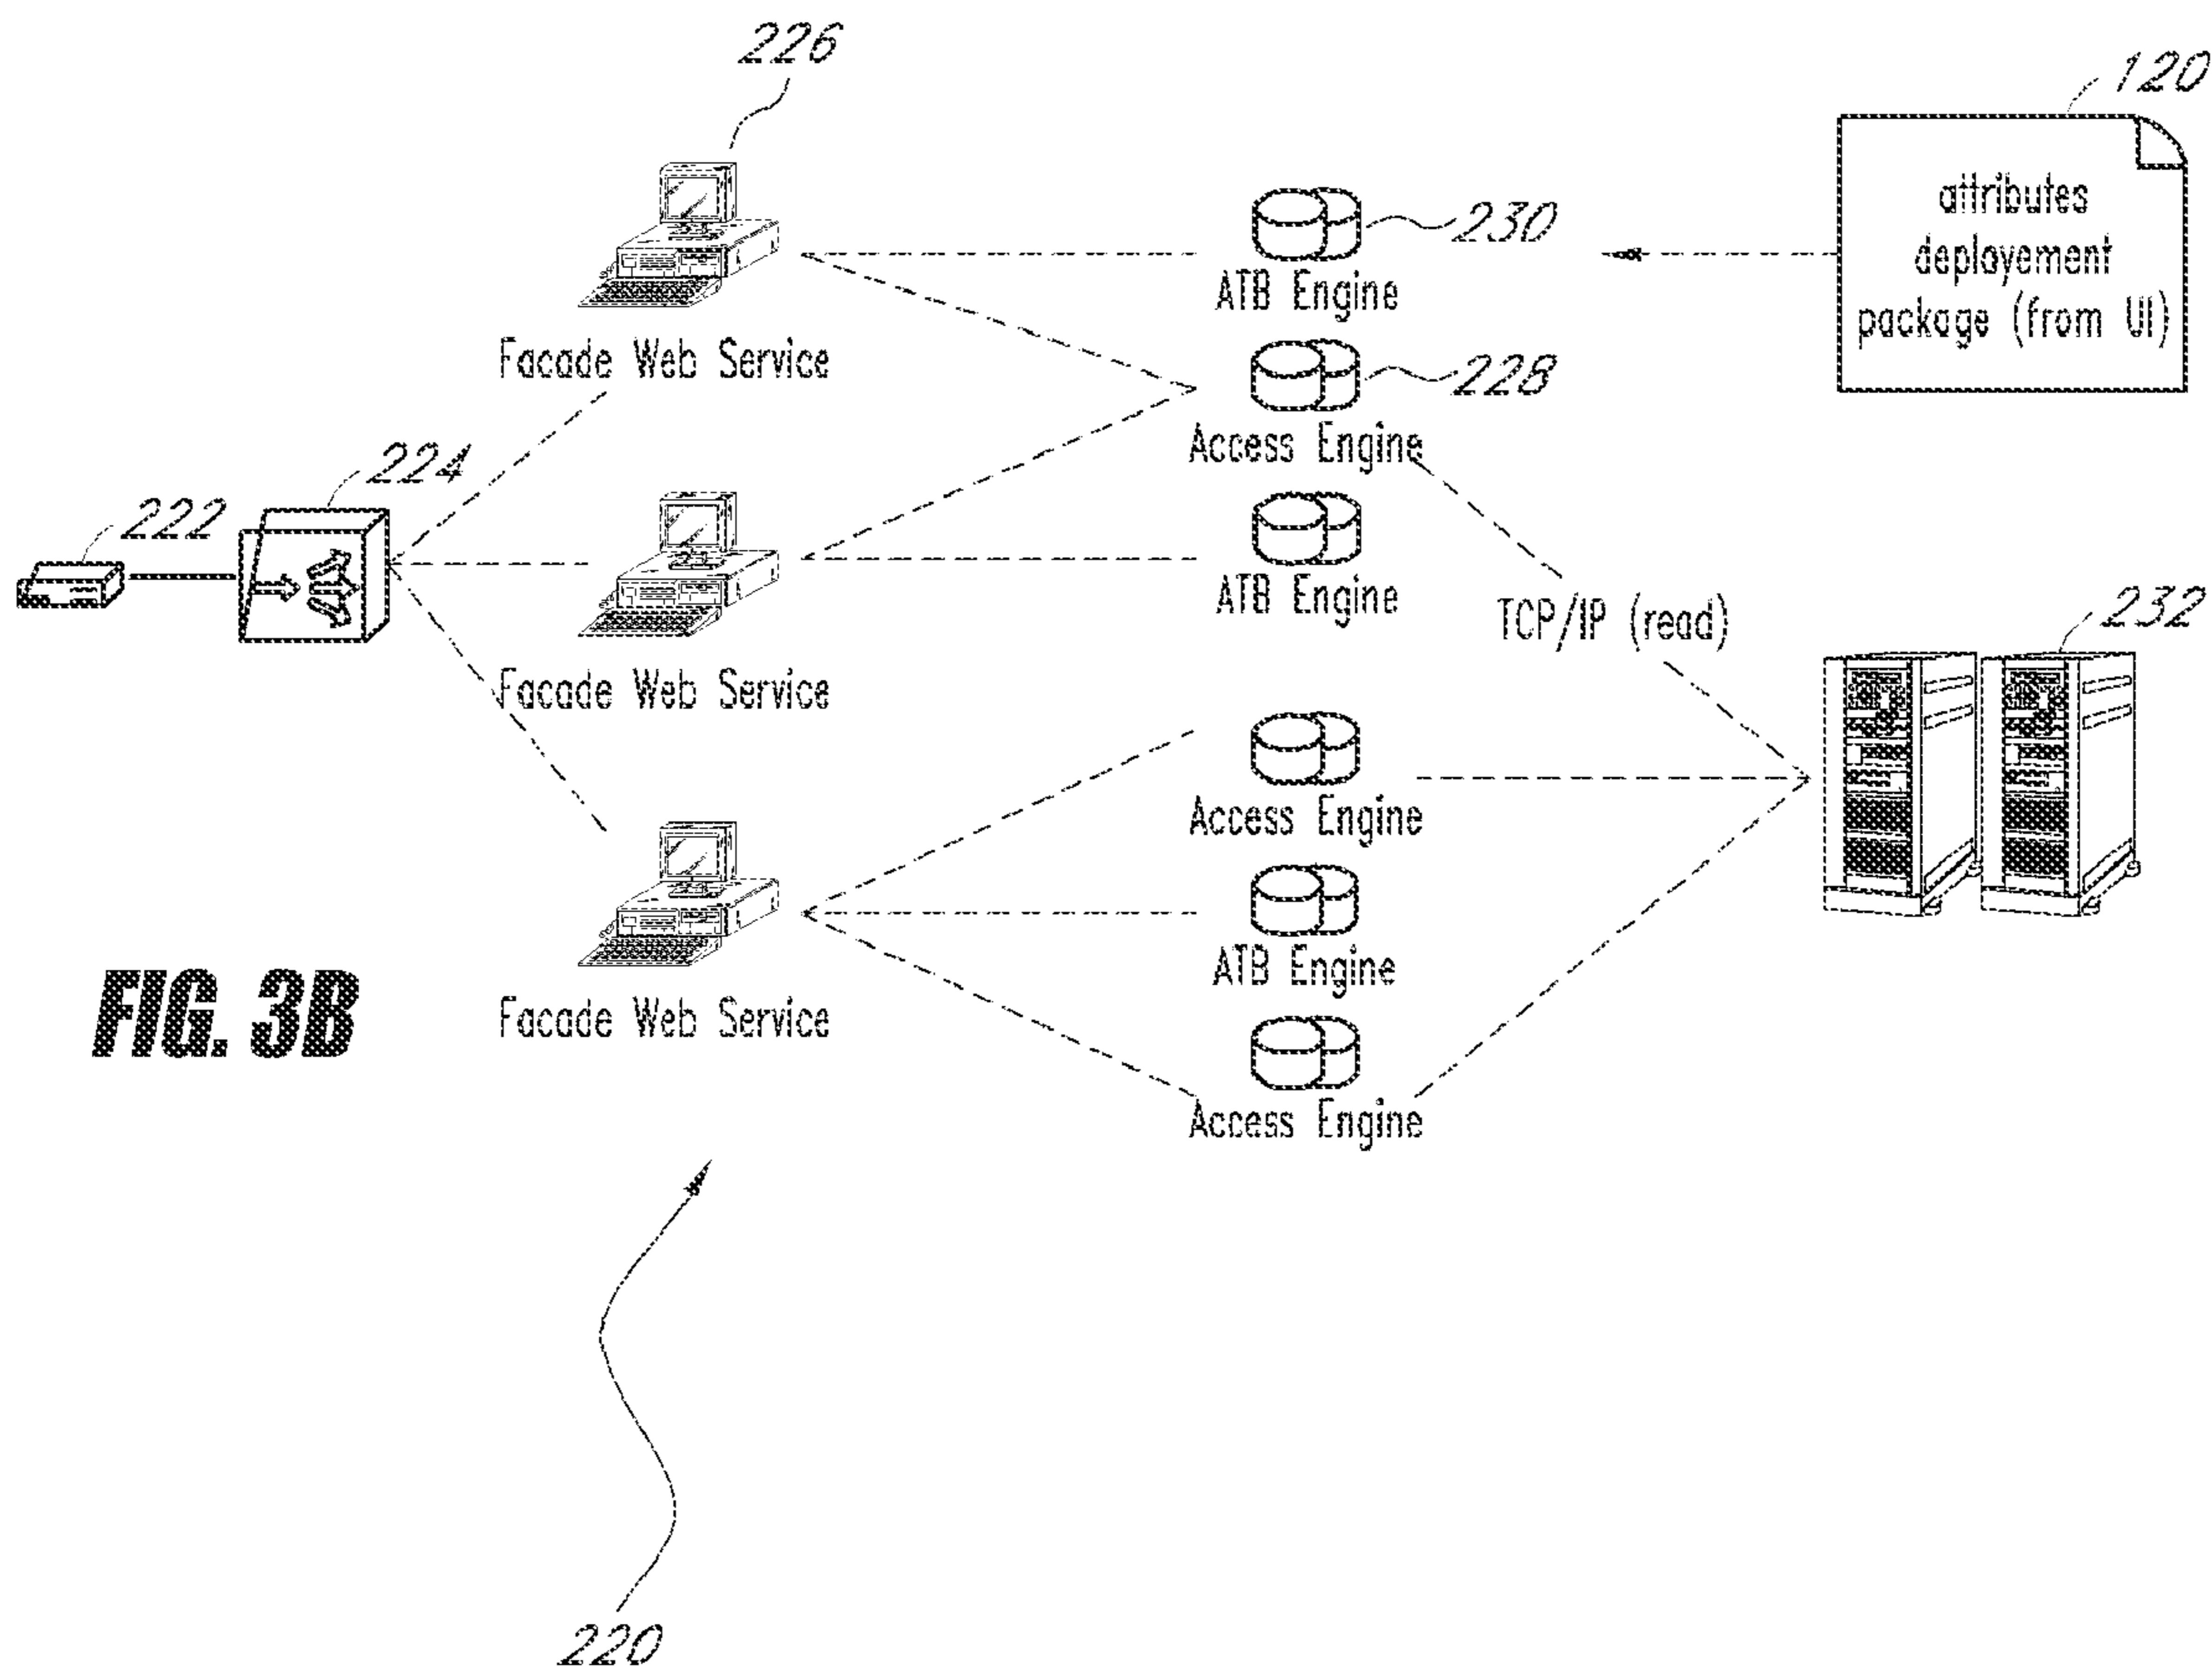 226
120
attributes
deployement
package (from UI)
230
ATB Engine
Facade Web Service
228
Access Engine
224
222
ATB Engine
TCP/IP (read)
232
Facade Web Service
Access Engine
ATB Engine
FIG. 3B
Facade Web Service
Access Engine
220